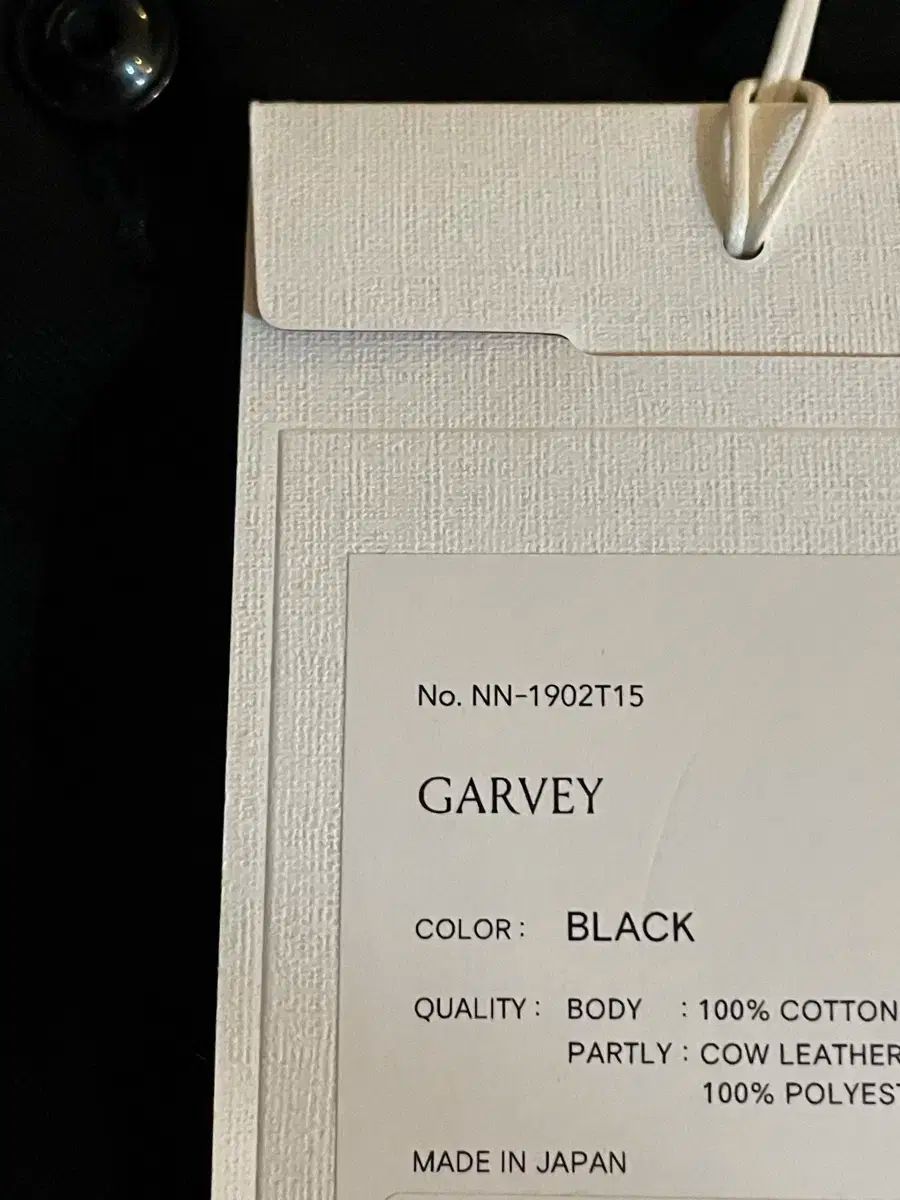 No. NN-1902T15
GARVEY
COLOR : BLACK
QUALITY : BODY : 100% COTTON
PARTLY : COW LEATHER
100% POLYEST
MADE IN JAPAN